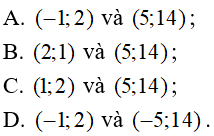 A. (−1;2) và (5;14);
B. (2;1) và (5;14);
C. (1;2) và (5;14);
D. (−1;2) và (−5;14).